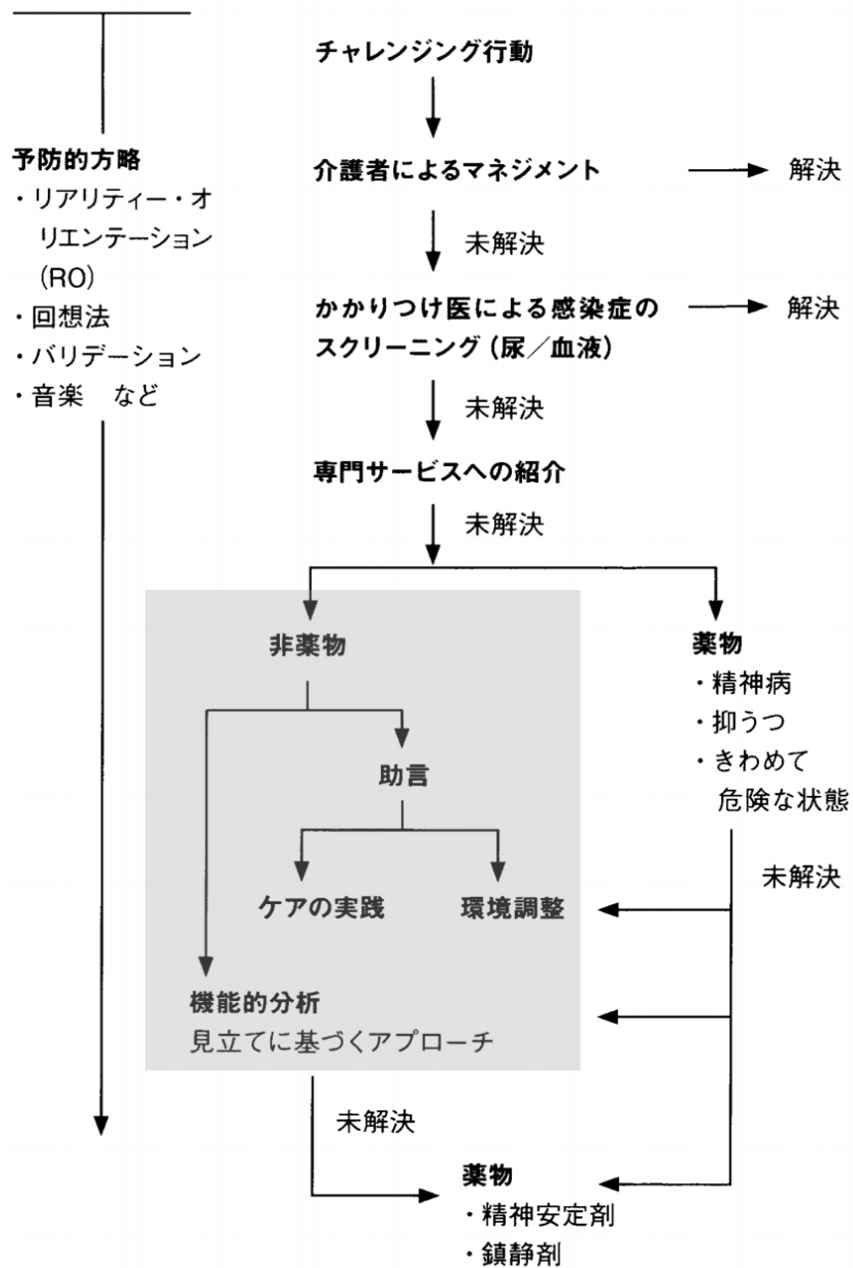 チャレンジング行動
予防的方略
・リアリティー・オ
リエンテーション
(RO)
・回想法
・バリデーション
・音楽　など
介護者によるマネジメント
解決
未解決
かかりつけ医による感染症の
スクリーニング（尿／血液）
解決
未解決
専門サービスへの紹介
未解決
非薬物
助言
ケアの実践
環境調整
機能的分析
見立てに基づくアプローチ
薬物
・精神病
・抑うつ
・きわめて
危険な状態
未解決
未解決
薬物
・精神安定剤
・鎮静剤